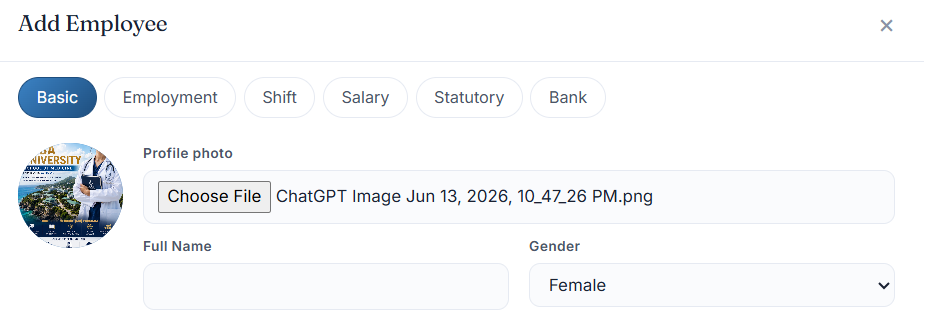 Add Employee
Basic Employment Shift Salary Statutory Bank
UNIVERSITY
Profile photo
Choose File ChatGPT Image Jun 13, 2026, 10_47_26 PM.png
Full Name Gender
Female